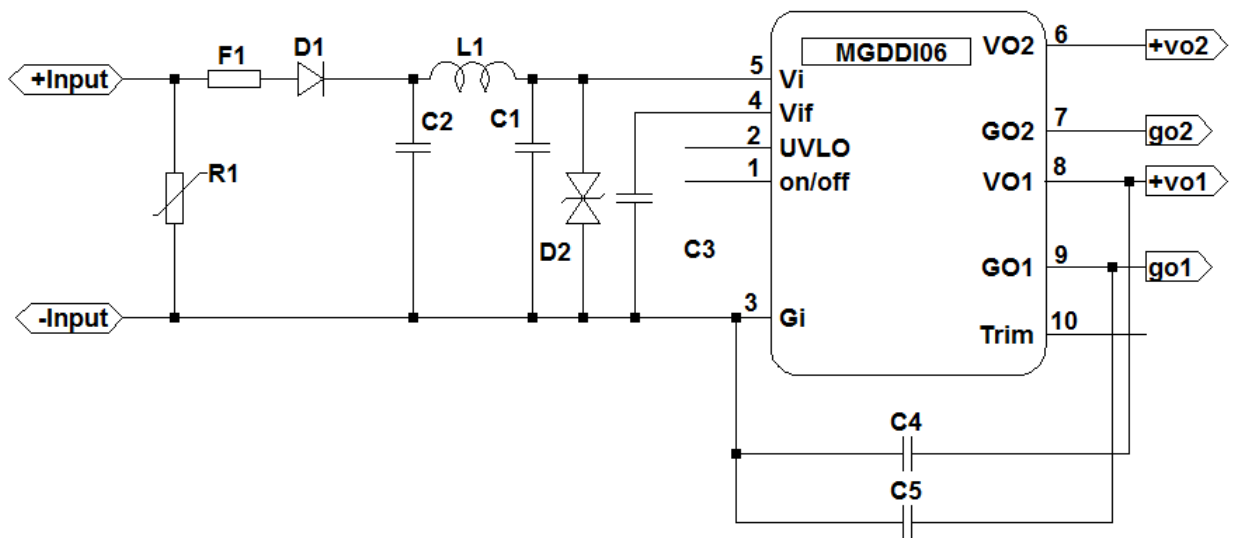 +Input
F1
D1
L1
C2
C1
R1
D2
C3
-Input
MGDDI06
5
Vi
4
Vif
2
UVLO
1
on/off
3
Gi
VO2
6
+vo2
GO2
7
go2
VO1
8
+vo1
GO1
9
go1
Trim
10
C4
C5